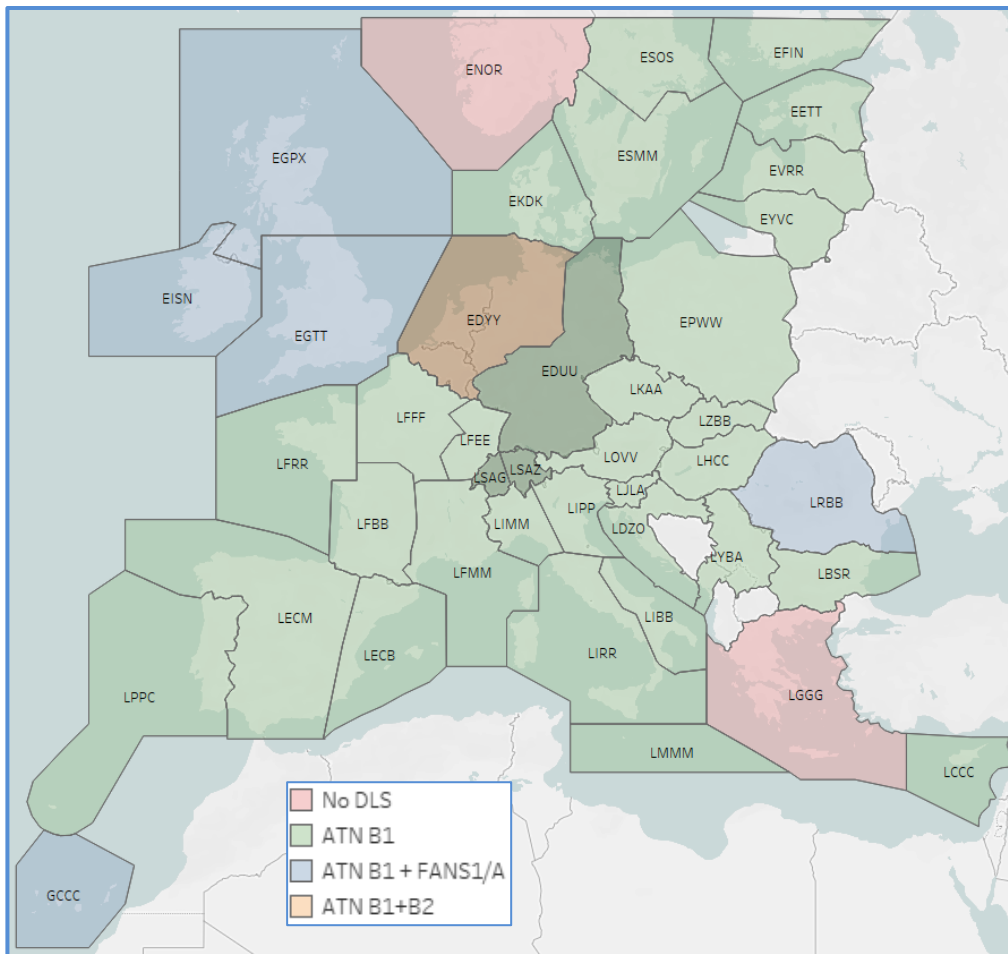 ENOR
ESOS
EFIN
EETT
EGPX
ESMM
EVRR
EKDK
EYVC
EISN
EGTT
EDYY
EPWW
EDUU
LKAA
LFFF
LZBB
LFEE
LFRR
LOVV
LHCC
LSAG
LSAZ
LJLA
LRBB
LFBB
LIMM
LIPP
LDZO
LYBA
LFMM
LBSR
LECM
LIBB
LECB
LIRR
LPPC
LGGG
LMMM
LCCC
No DLS
ATN B1
ATN B1 + FANS1/A
ATN B1+B2
GCCC